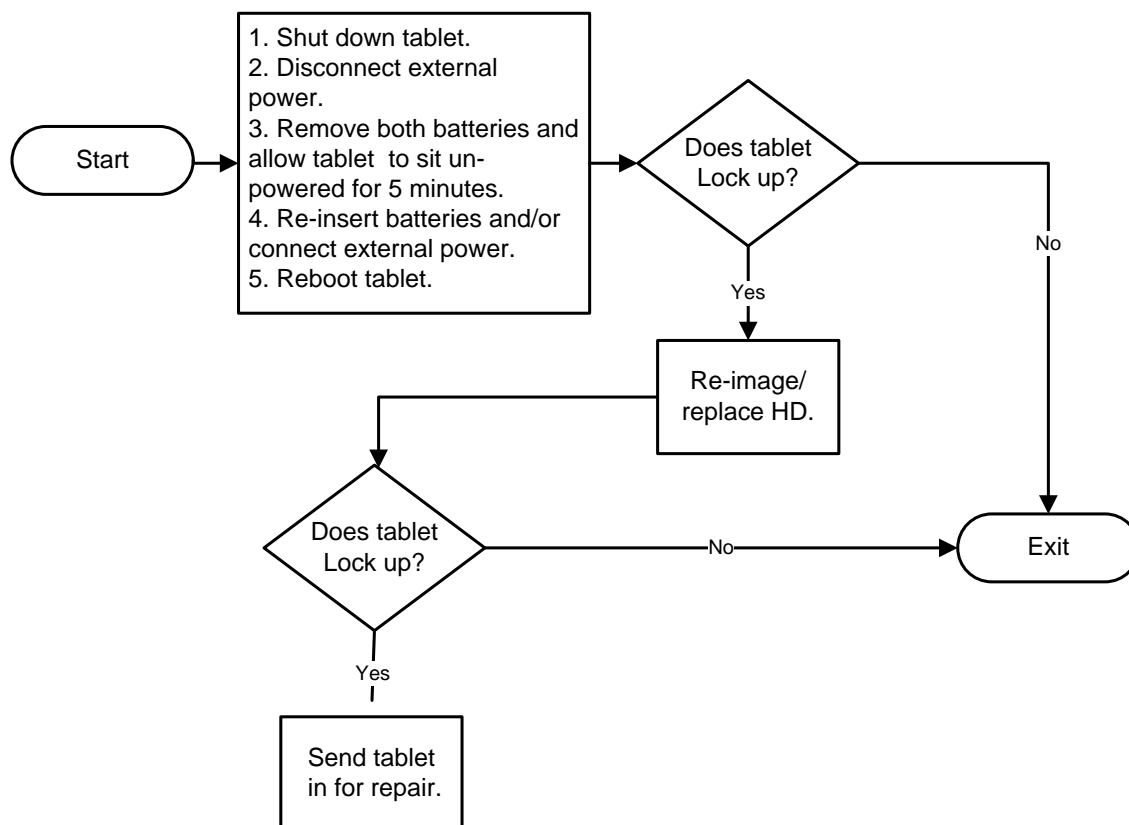 Start
1. Shut down tablet.
2. Disconnect external
power.
3. Remove both batteries and
allow tablet  to sit un-
powered for 5 minutes.
4. Re-insert batteries and/or
connect external power.
5. Reboot tablet.
Does tablet
Lock up?
No
Yes
Re-image/
replace HD.
Does tablet
Lock up?
No
Exit
Yes
Send tablet
in for repair.